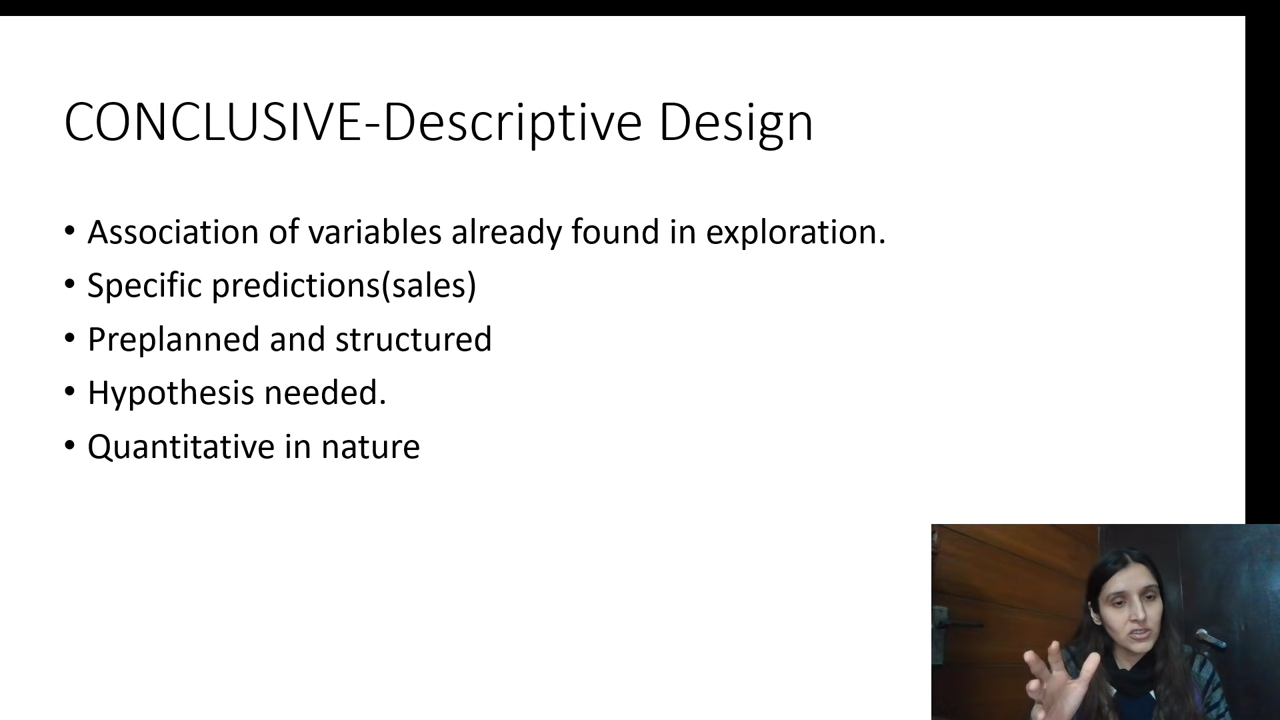 CONCLUSIVE-Descriptive Design
• Association of variables already found in exploration.
• Specific predictions(sales)
• Preplanned and structured
• Hypothesis needed.
• Quantitative in nature